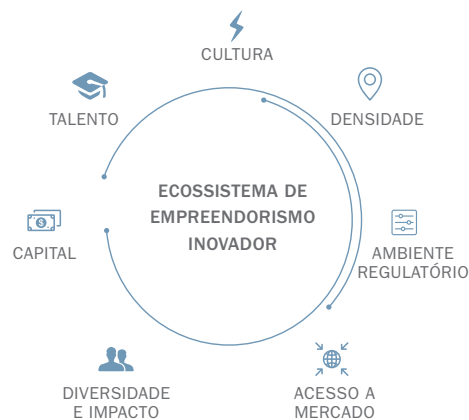 CULTURA
TALENTO
DENSIDADE
ECOSSISTEMA DE
EMPREENDORISMO
INOVADOR
CAPITAL
AMBIENTE
REGULATÓRIO
DIVERSIDADE
E IMPACTO
ACESSO A
MERCADO